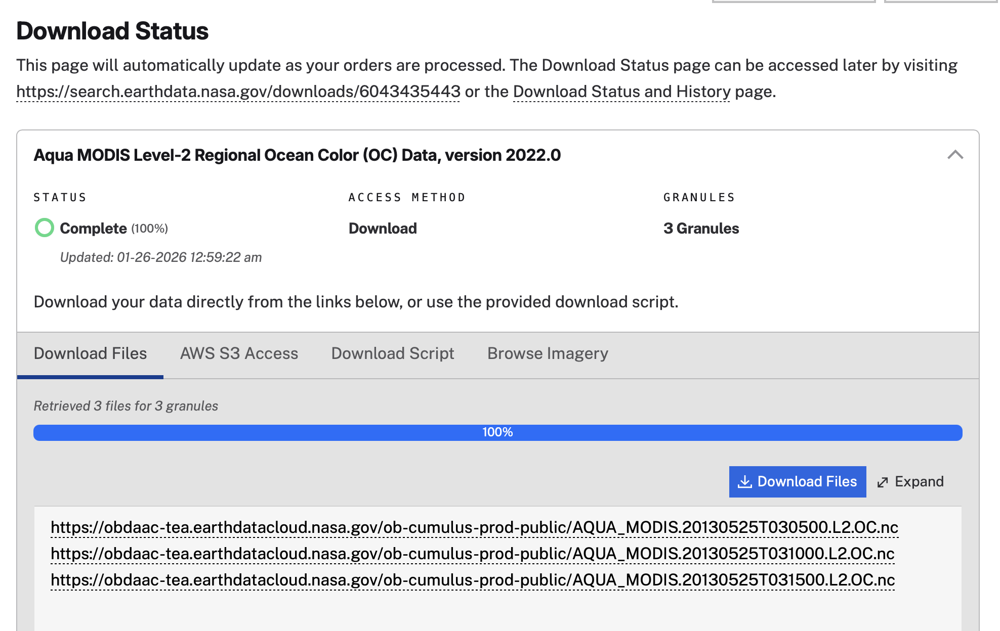 Download Status
This page will automatically update as your orders are processed. The Download Status page can be accessed later by visiting
https://search.earthdata.nasa.gov/downloads/6043435443 or the Download Status and History page.
Aqua MODIS Level-2 Regional Ocean Color (OC) Data, version 2022.0
STATUS ACCESS METHOD GRANULES
Complete (100%) Download 3 Granules
Updated: 01-26-2026 12:59:22 am
Download your data directly from the links below, or use the provided download script.
Download Files AWS S3 Access Download Script Browse Imagery
Retrieved 3 files for 3 granules
100%
Download Files Expand
https://obdaac-tea.earthdatacloud.nasa.gov/ob-cumulus-prod-public/AQUA_MODIS.20130525T030500.L2.OC.nc
https://obdaac-tea.earthdatacloud.nasa.gov/ob-cumulus-prod-public/AQUA_MODIS.20130525T031000.L2.OC.nc
https://obdaac-tea.earthdatacloud.nasa.gov/ob-cumulus-prod-public/AQUA_MODIS.20130525T031500.L2.OC.nc